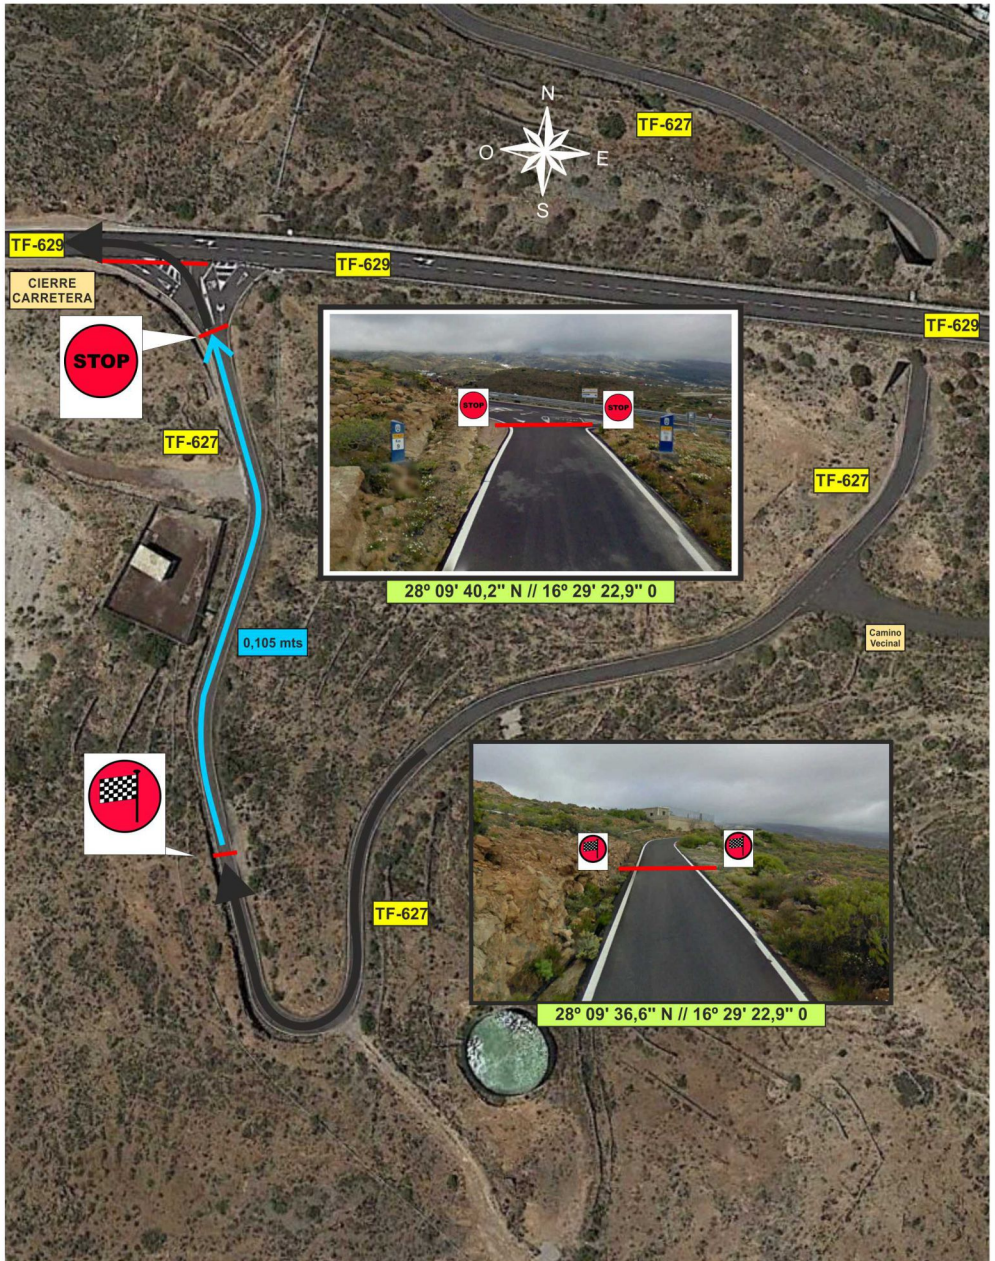 N
TF-627
O
E
S
TF-629
TF-629
CIERRE
CARRETERA
TF-629
STOP
STOP
STOP
TF-627
TF-627
28º 09' 40,2'' N // 16º 29' 22,9'' 0
0,105 mts
Camino
Vecinal
TF-627
28º 09' 36,6'' N // 16º 29' 22,9'' 0